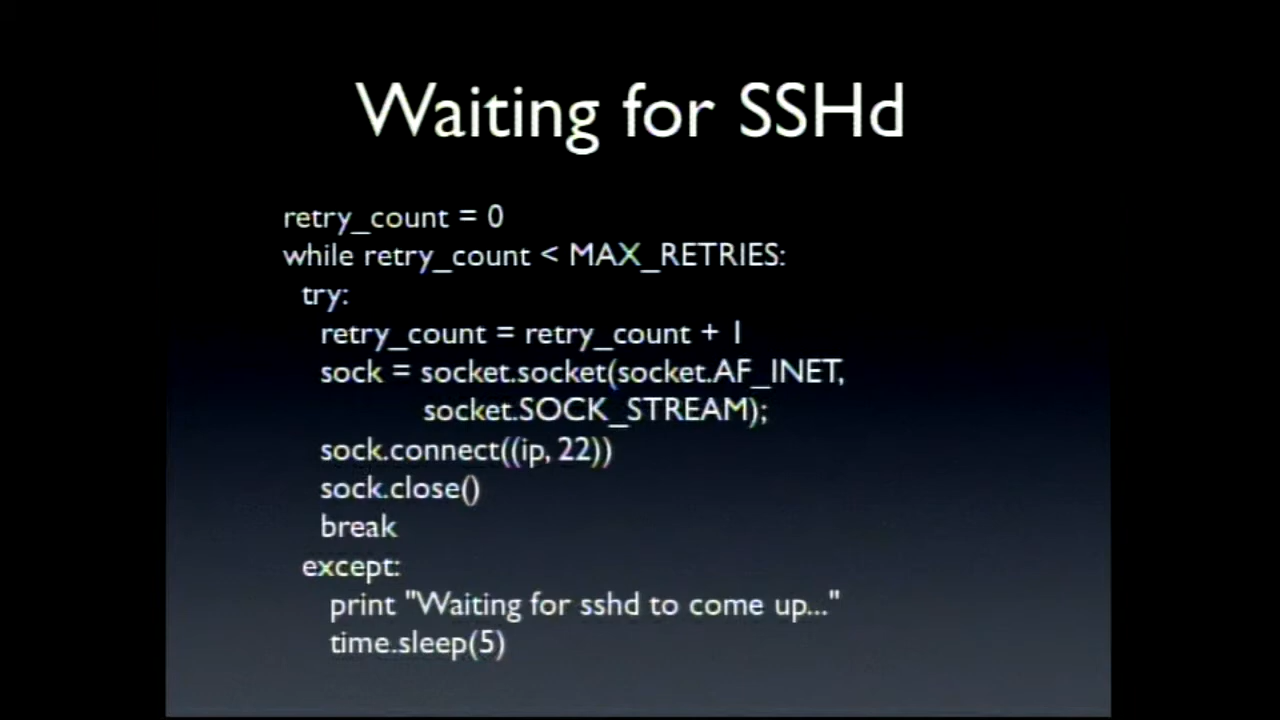 Waiting for SSHd
retry_count = 0
while retry_count < MAX_RETRIES:
try:
retry_count = retry_count + 1
sock = socket.socket(socket.AF_INET,
socket.SOCK_STREAM);
sock.connect((ip, 22))
sock.close()
break
except:
print "Waiting for sshd to come up..."
time.sleep(5)